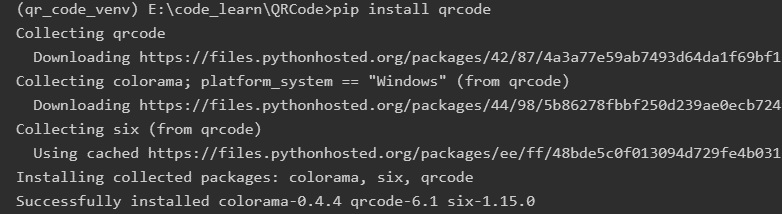 (qr_code_venv) E:\code_learn\QRCode>pip install qrcode
Collecting qrcode
  Downloading https://files.pythonhosted.org/packages/42/87/4a3a77e59ab7493d64da1f69bf1
Collecting colorama; platform_system == "Windows" (from qrcode)
  Downloading https://files.pythonhosted.org/packages/44/98/5b86278fbbf250d239ae0ecb724
Collecting six (from qrcode)
  Using cached https://files.pythonhosted.org/packages/ee/ff/48bde5c0f013094d729fe4b031
Installing collected packages: colorama, six, qrcode
Successfully installed colorama-0.4.4 qrcode-6.1 six-1.15.0